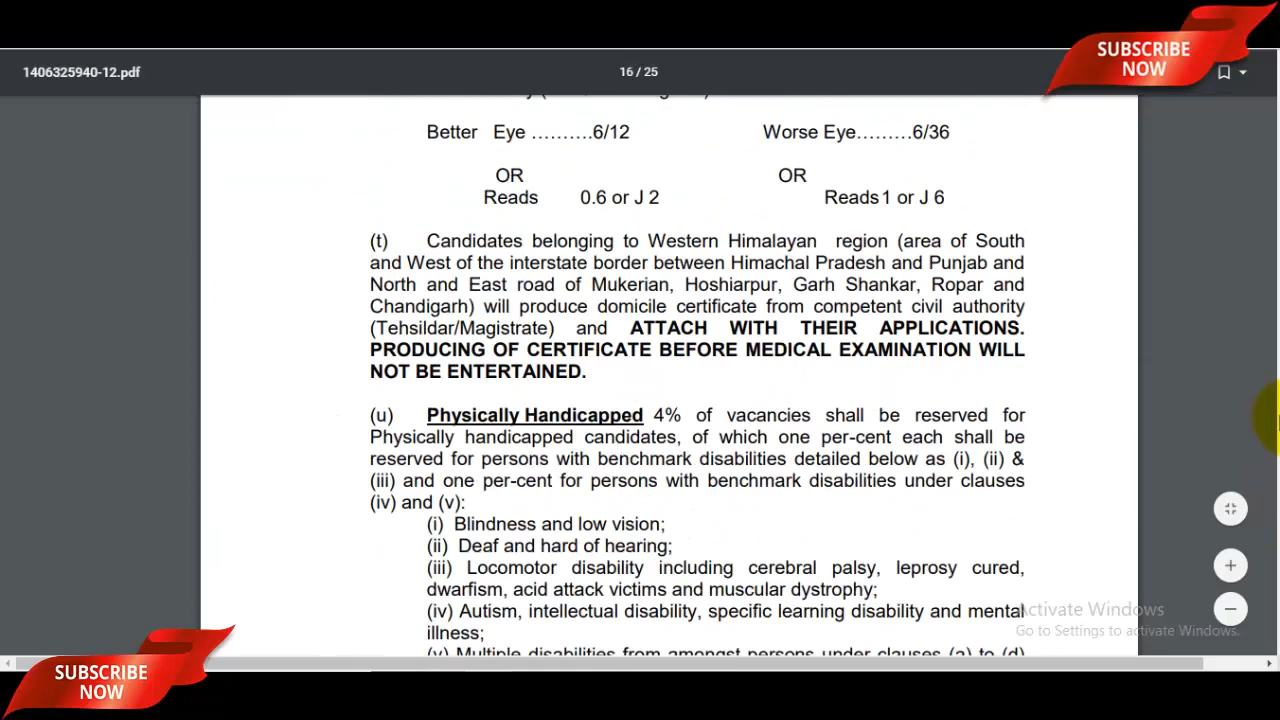 SUBSCRIBE
NOW
1406325940-12.pdf
16 / 25
Better Eye ..........6/12 Worse Eye.........6/36
OR OR
Reads 0.6 or J 2 Reads 1 or J 6
(t) Candidates belonging to Western Himalayan region (area of South
and West of the interstate border between Himachal Pradesh and Punjab and
North and East road of Mukerian, Hoshiarpur, Garh Shankar, Ropar and
Chandigarh) will produce domicile certificate from competent civil authority
(Tehsildar/Magistrate) and ATTACH WITH THEIR APPLICATIONS.
PRODUCING OF CERTIFICATE BEFORE MEDICAL EXAMINATION WILL
NOT BE ENTERTAINED.
(u) Physically Handicapped 4% of vacancies shall be reserved for
Physically handicapped candidates, of which one per-cent each shall be
reserved for persons with benchmark disabilities detailed below as (i), (ii) &
(iii) and one per-cent for persons with benchmark disabilities under clauses
(iv) and (v):
(i) Blindness and low vision;
(ii) Deaf and hard of hearing;
(iii) Locomotor disability including cerebral palsy, leprosy cured,
dwarfism, acid attack victims and muscular dystrophy;
(iv) Autism, intellectual disability, specific learning disability and mental
illness;
(v) Multiple disabilities from amongst persons under clauses (a) to (d)
Activate Windows
Go to Settings to activate Windows.
SUBSCRIBE
NOW